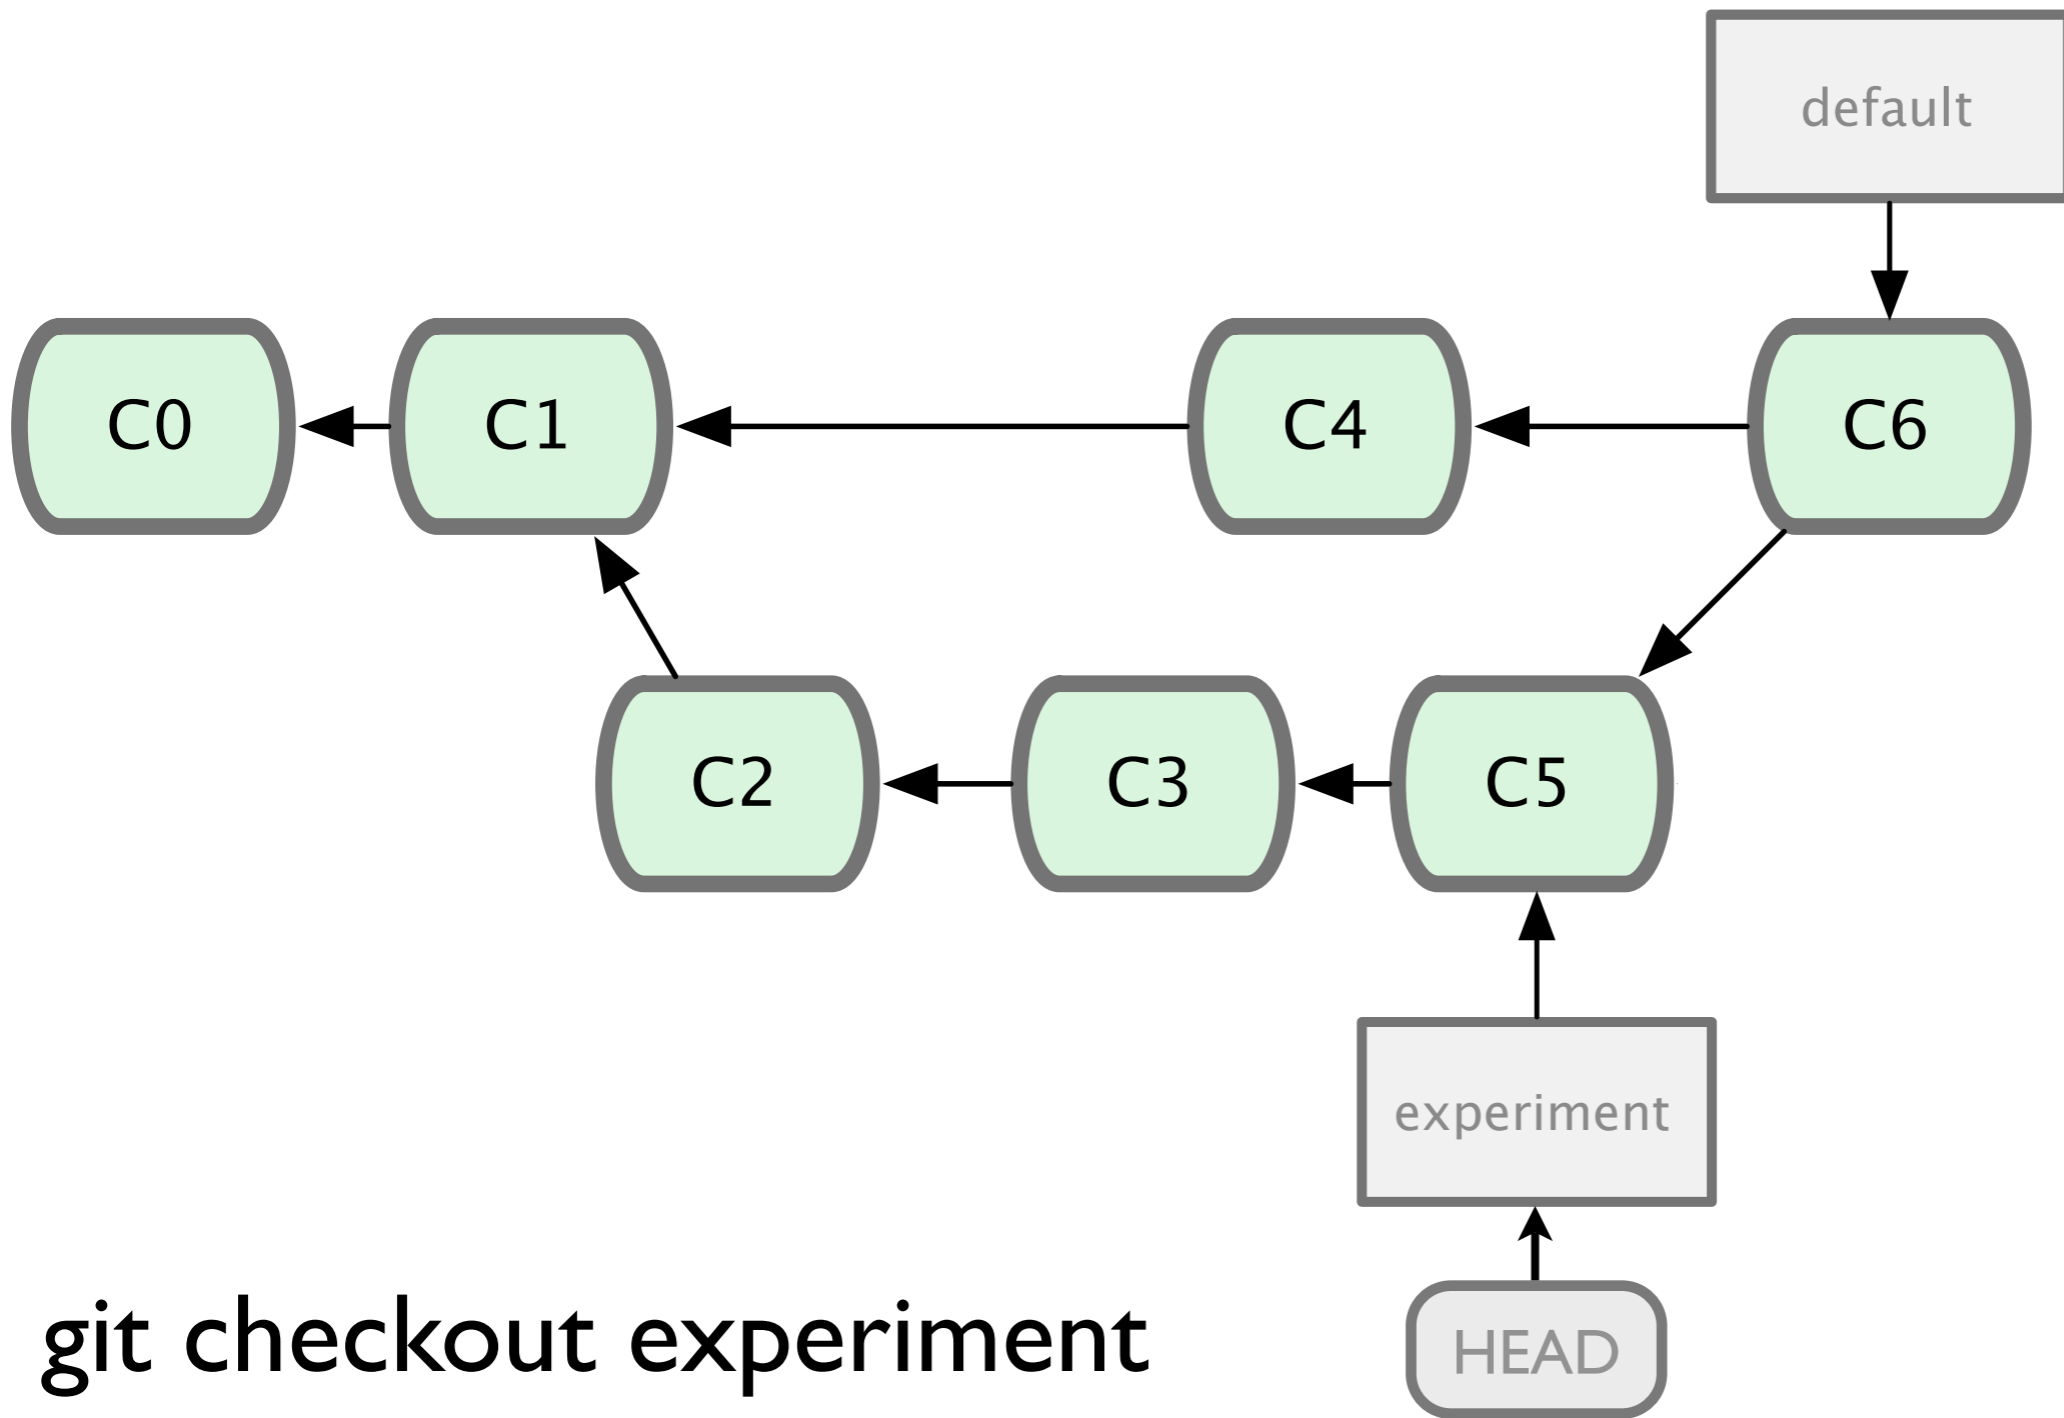 default
C0
C1
C4
C6
C2
C3
C5
experiment
git checkout experiment
HEAD